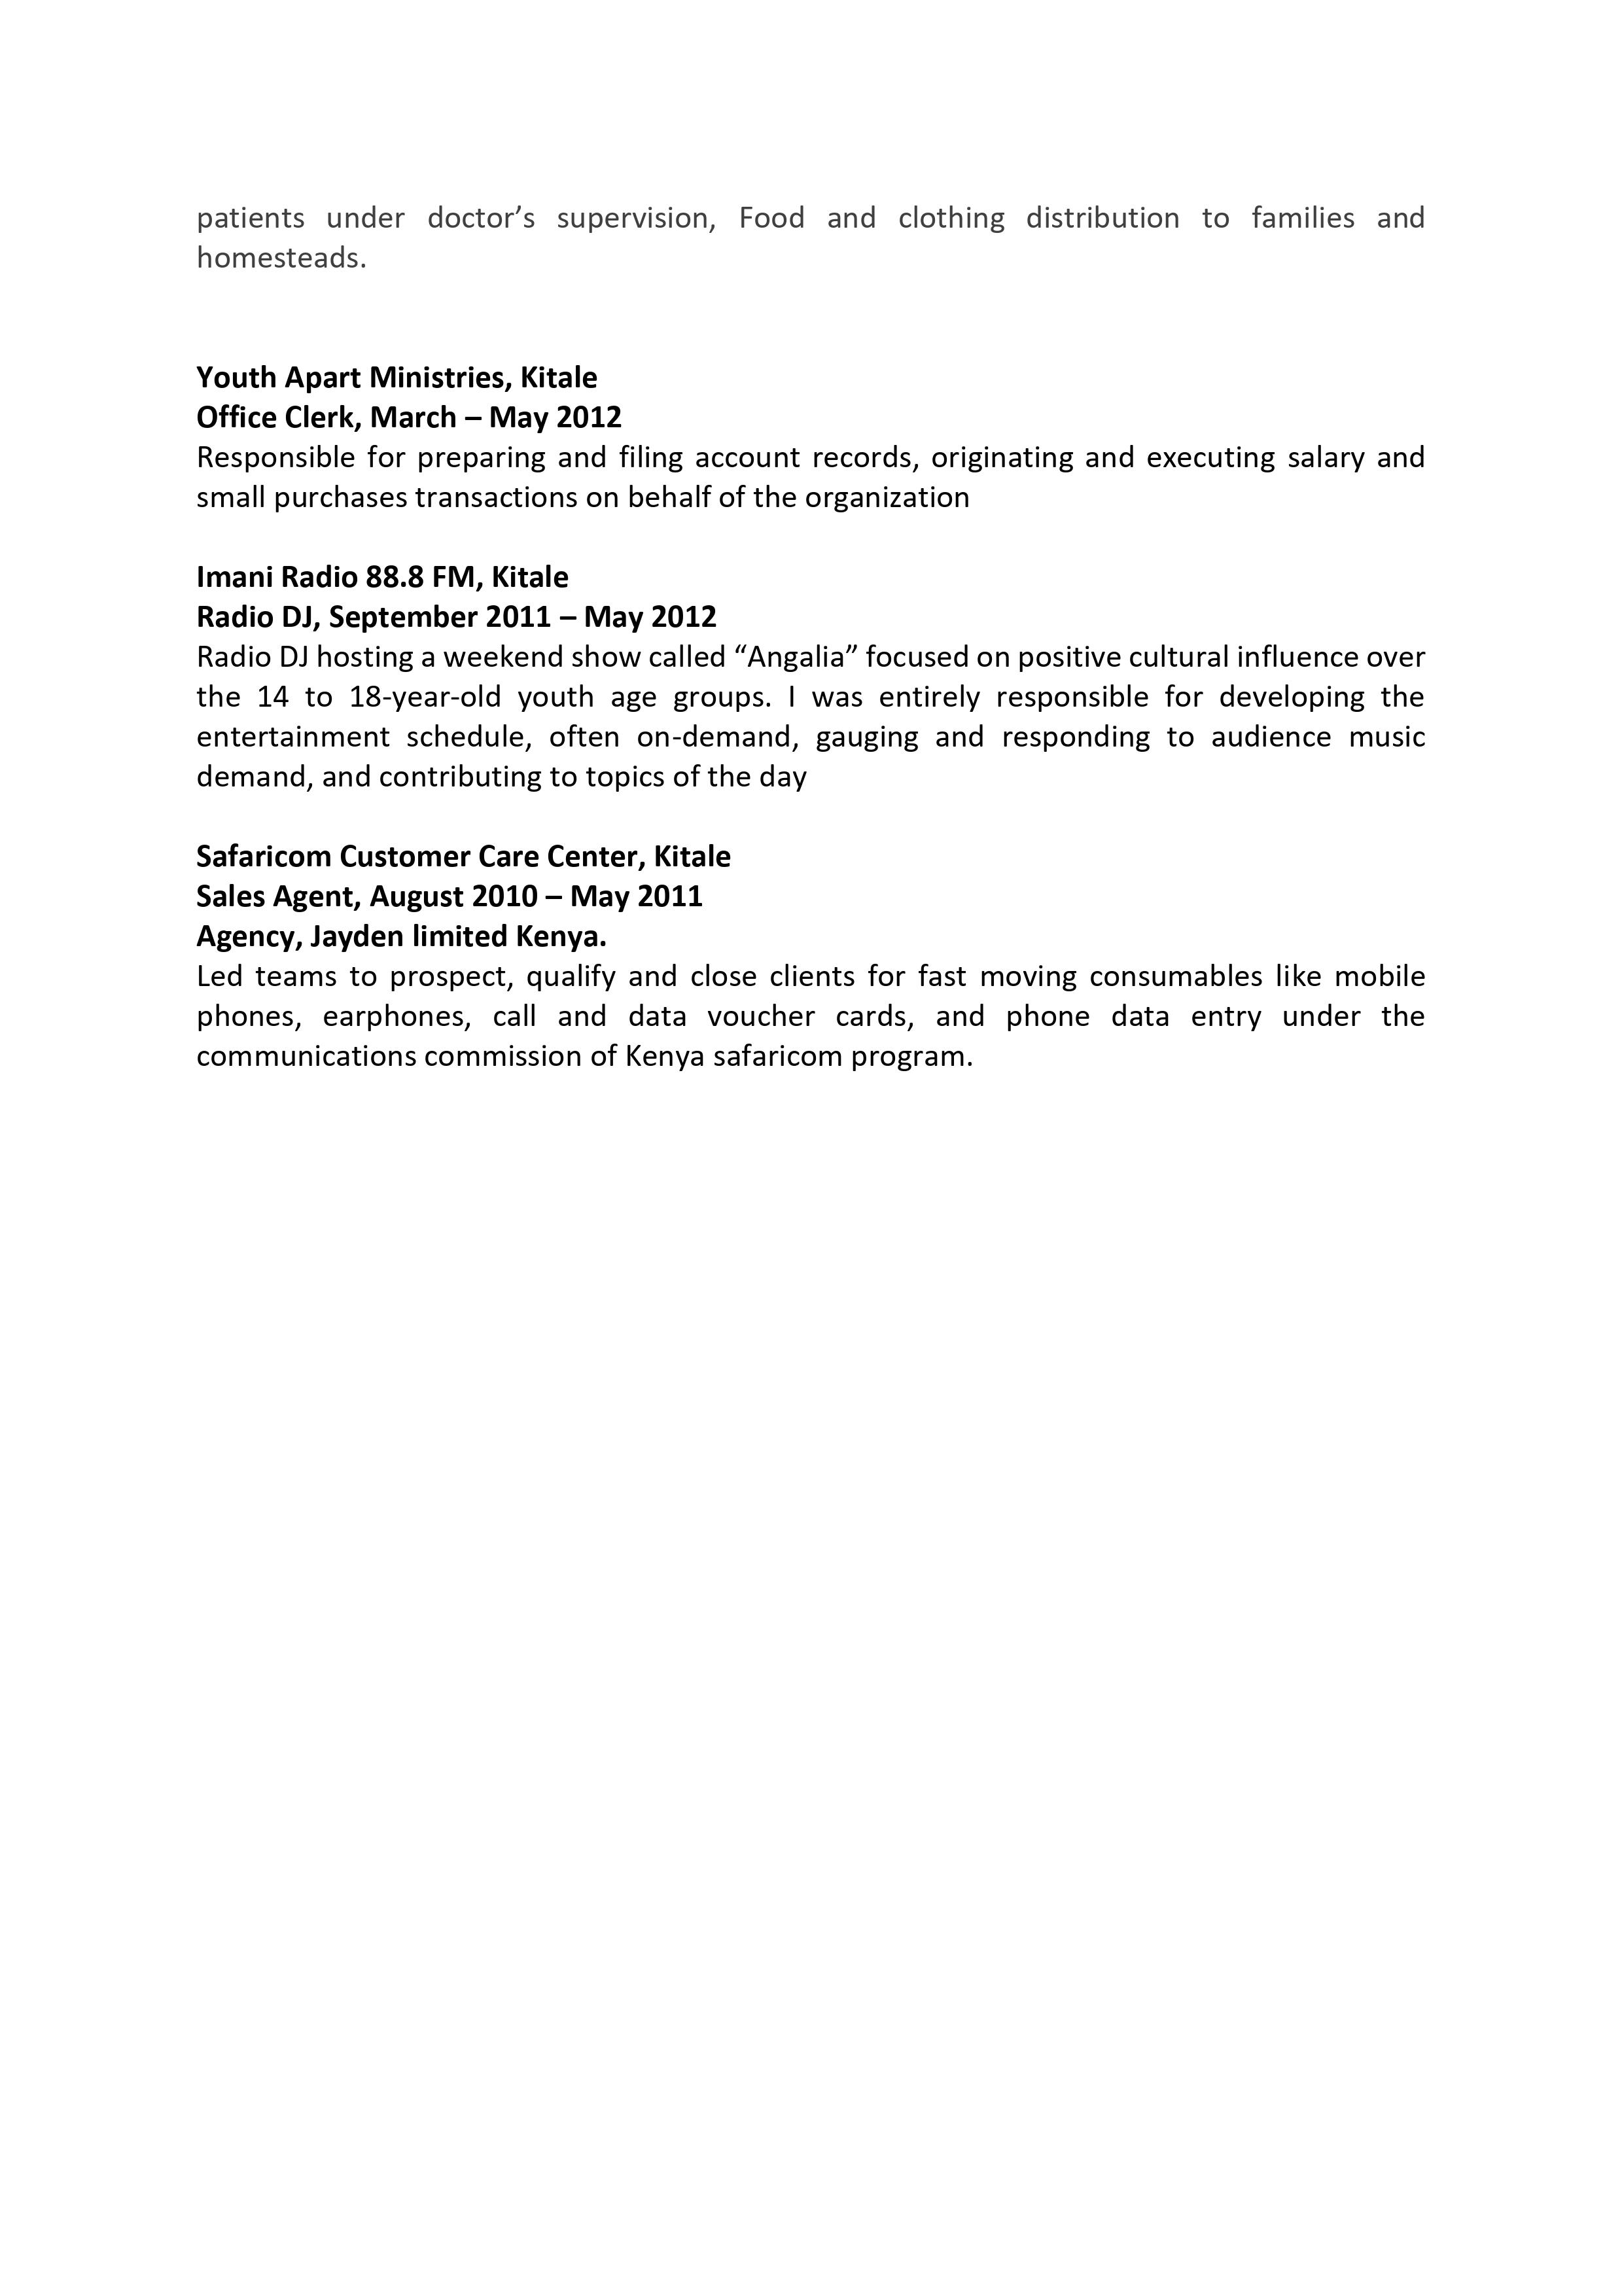 patients under doctor’s supervision, Food and clothing distribution to families and
homesteads.
Youth Apart Ministries, Kitale
Office Clerk, March – May 2012
Responsible for preparing and filing account records, originating and executing salary and
small purchases transactions on behalf of the organization
Imani Radio 88.8 FM, Kitale
Radio DJ, September 2011 – May 2012
Radio DJ hosting a weekend show called “Angalia” focused on positive cultural influence over
the 14 to 18-year-old youth age groups. I was entirely responsible for developing the
entertainment schedule, often on-demand, gauging and responding to audience music
demand, and contributing to topics of the day
Safaricom Customer Care Center, Kitale
Sales Agent, August 2010 – May 2011
Agency, Jayden limited Kenya.
Led teams to prospect, qualify and close clients for fast moving consumables like mobile
phones, earphones, call and data voucher cards, and phone data entry under the
communications commission of Kenya safaricom program.